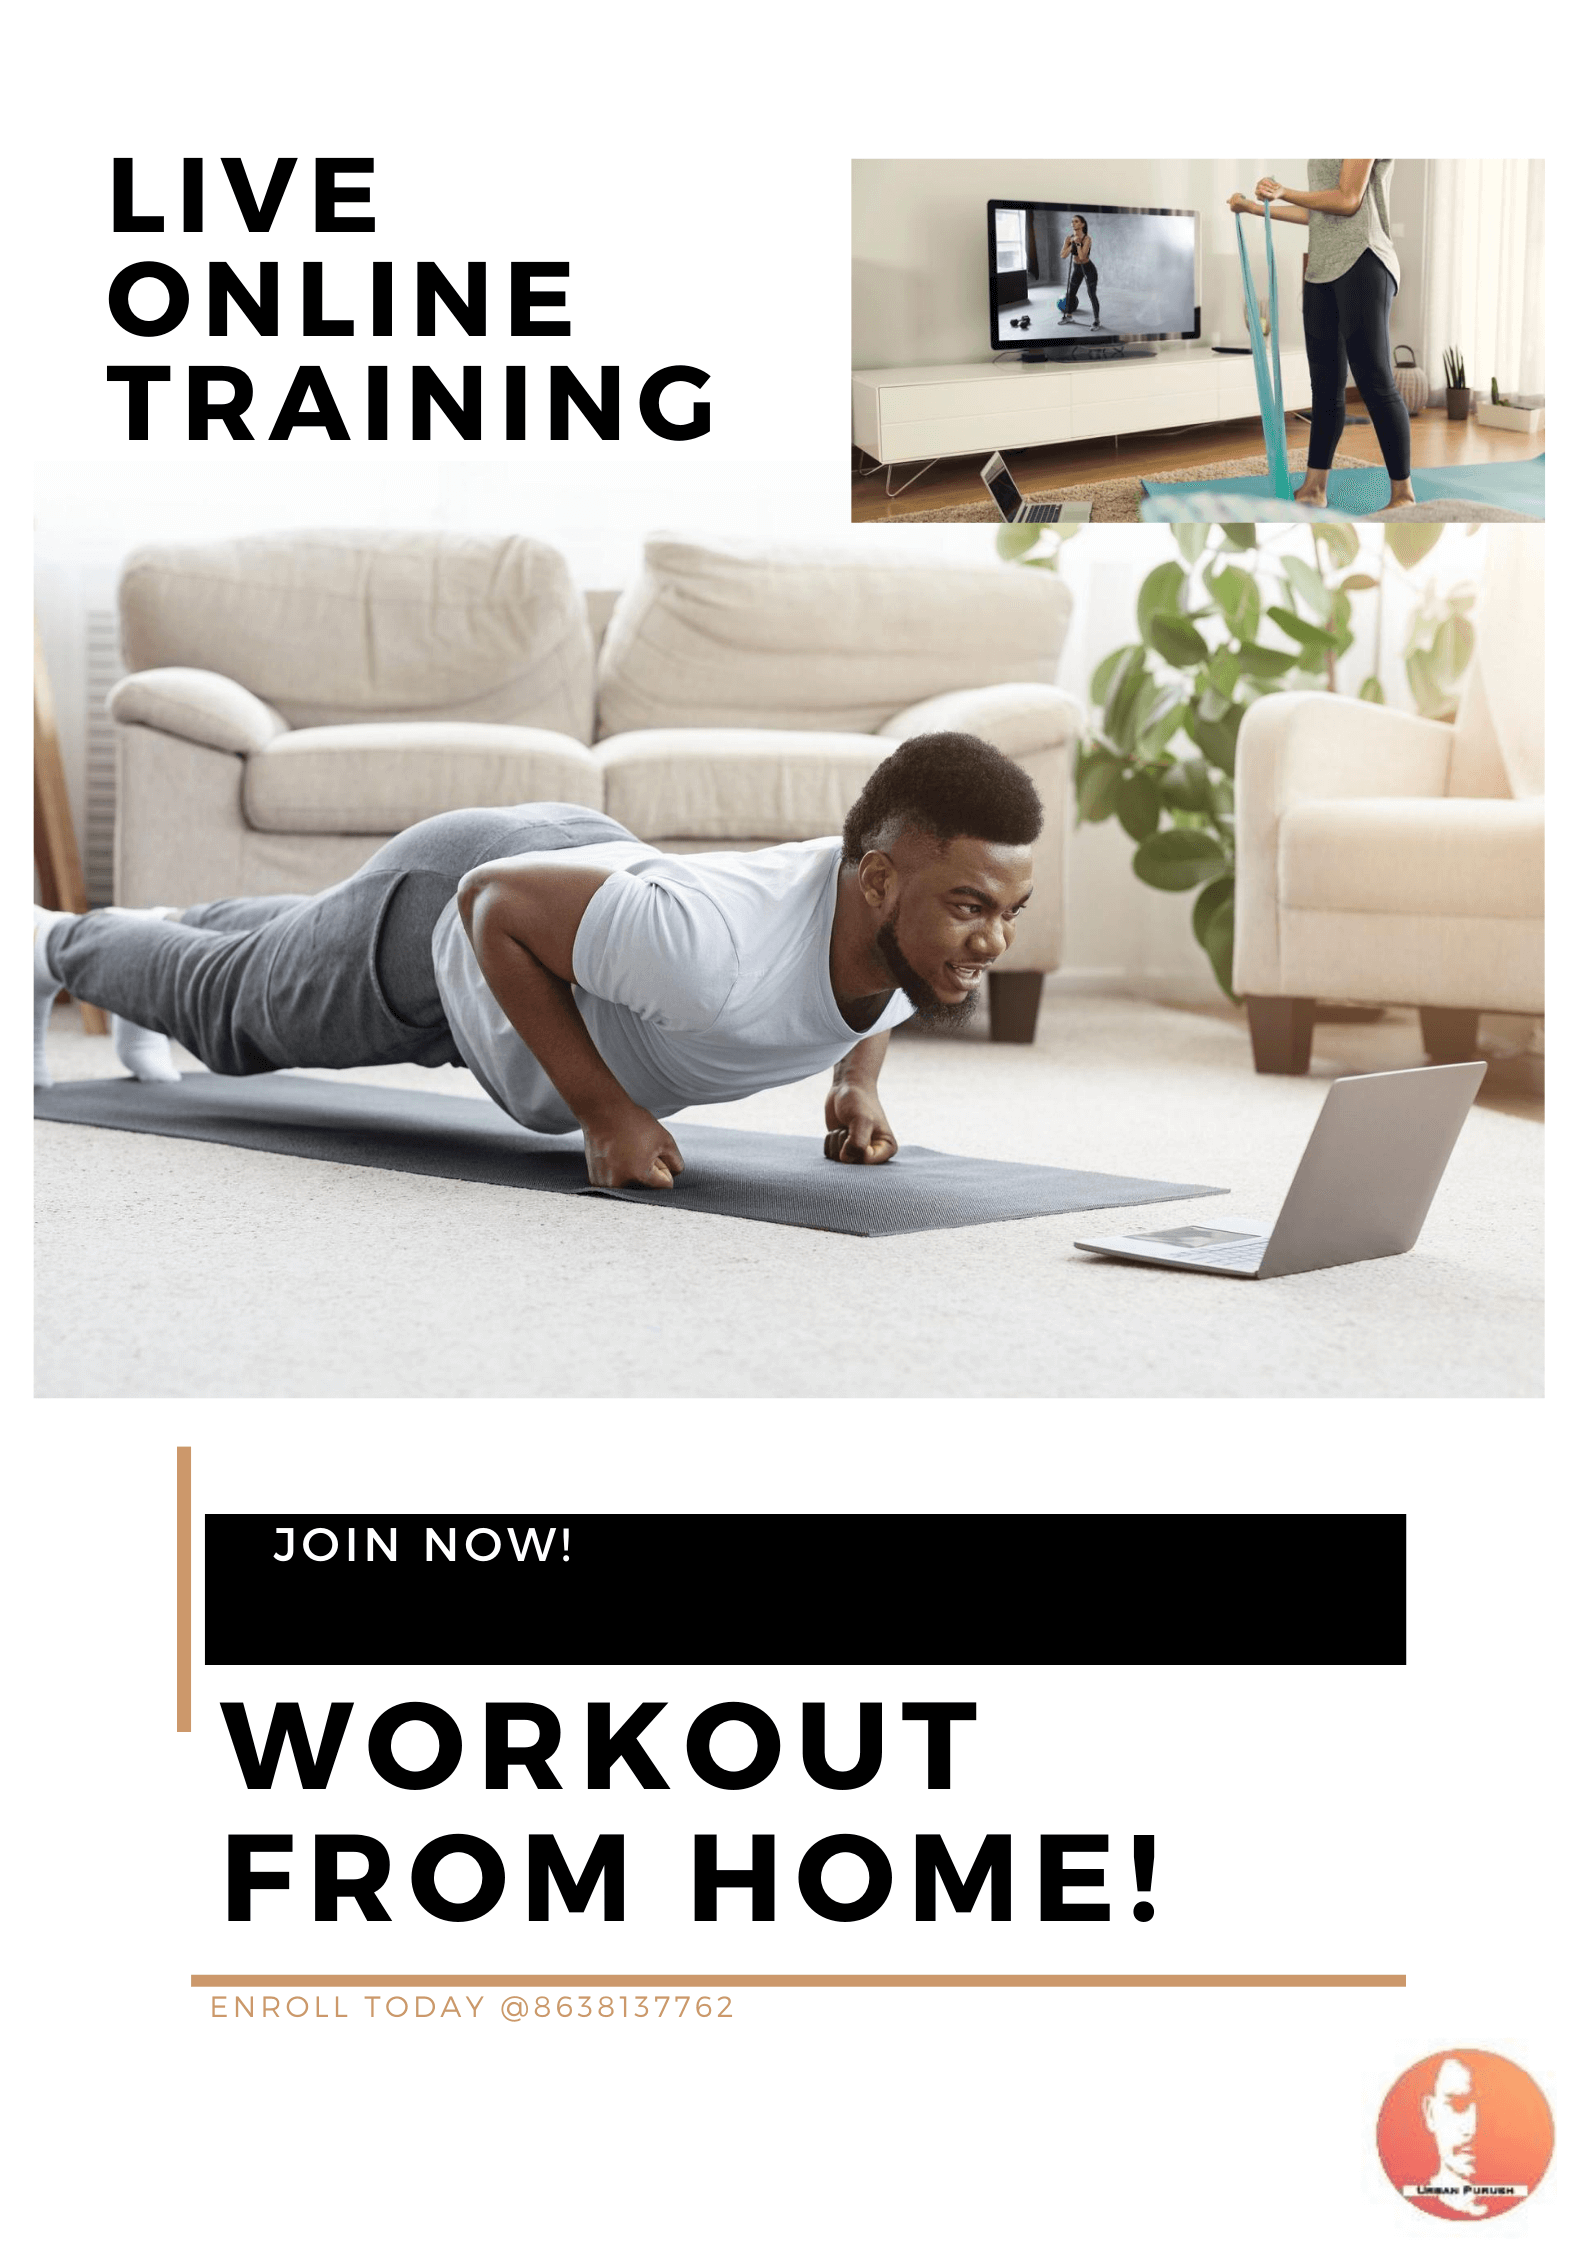 LIVE
ONLINE
TRAINING
JOIN NOW!
WORKOUT
FROM HOME!
ENROLL TODAY @8638137762
URBAN PURUSH